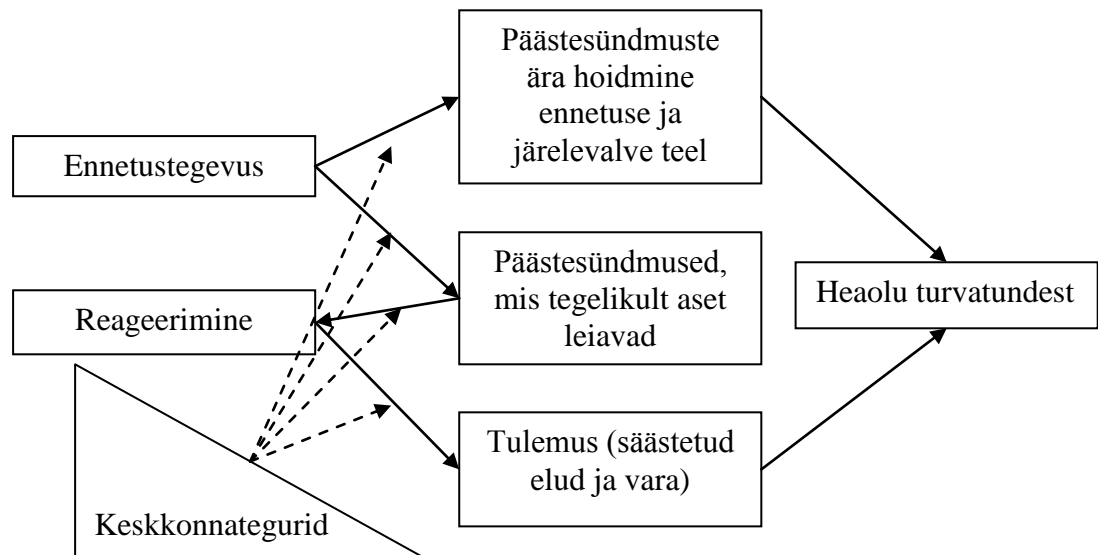 Päästesündmuste
ära hoidmine
ennetuse ja
järelevalve teel
Ennetustegevus
Päästesündmused,
mis tegelikult aset
leiavad
Heaolu turvatundest
Reageerimine
Tulemus (säästetud
elud ja vara)
Keskkonnategurid